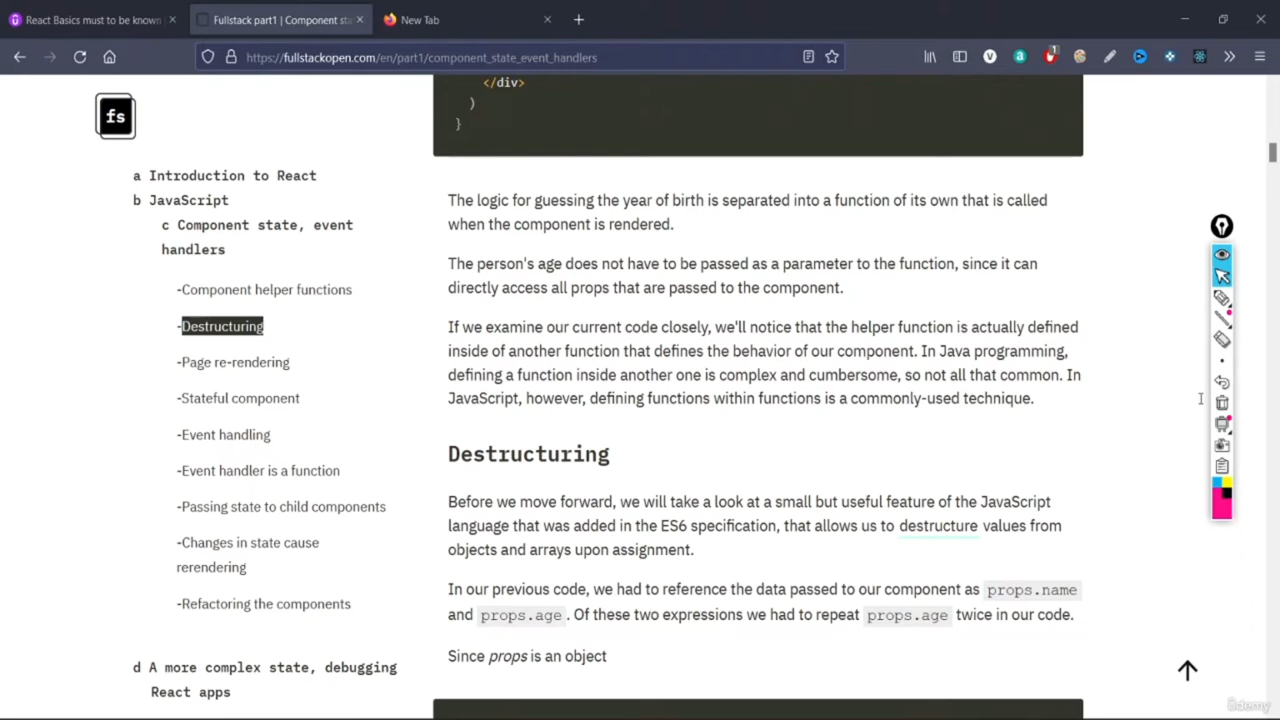 React Basics must to be known
Fullstack part1 | Component sta
New Tab
https://fullstackopen.com/en/part1/component_state_event_handlers
1
fs
a Introduction to React
b JavaScript
c Component state, event
handlers
-Component helper functions
-Destructuring
-Page re-rendering
-Stateful component
-Event handling
-Event handler is a function
-Passing state to child components
-Changes in state cause
rerendering
-Refactoring the components
d A more complex state, debugging
React apps
</div>
)
}
The logic for guessing the year of birth is separated into a function of its own that is called
when the component is rendered.
The person's age does not have to be passed as a parameter to the function, since it can
directly access all props that are passed to the component.
If we examine our current code closely, we'll notice that the helper function is actually defined
inside of another function that defines the behavior of our component. In Java programming,
defining a function inside another one is complex and cumbersome, so not all that common. In
JavaScript, however, defining functions within functions is a commonly-used technique.
Destructuring
Before we move forward, we will take a look at a small but useful feature of the JavaScript
language that was added in the ES6 specification, that allows us to destructure values from
objects and arrays upon assignment.
In our previous code, we had to reference the data passed to our component as props.name
and props.age. Of these two expressions we had to repeat props.age twice in our code.
Since props is an object
ûdemy